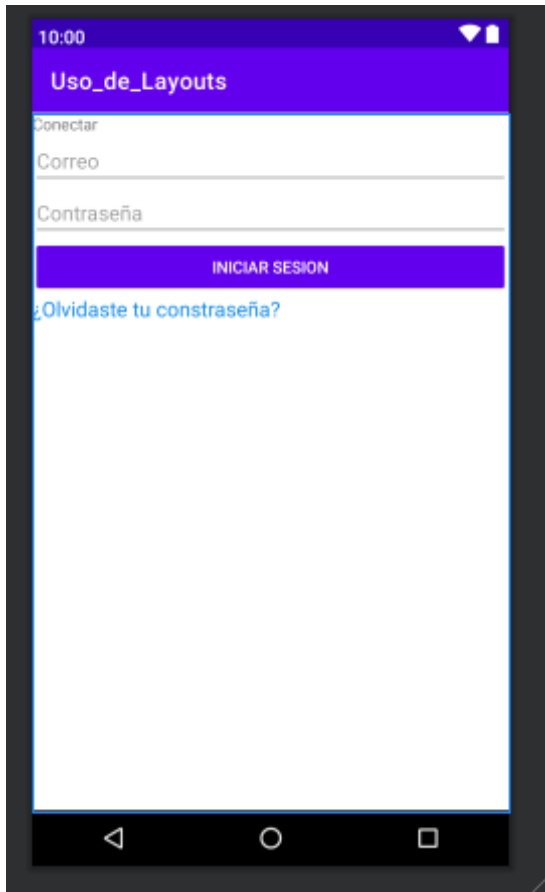 10:00
Uso_de_Layouts
Conectar
Correo
Contraseña
INICIAR SESION
¿Olvidaste tu constraseña?